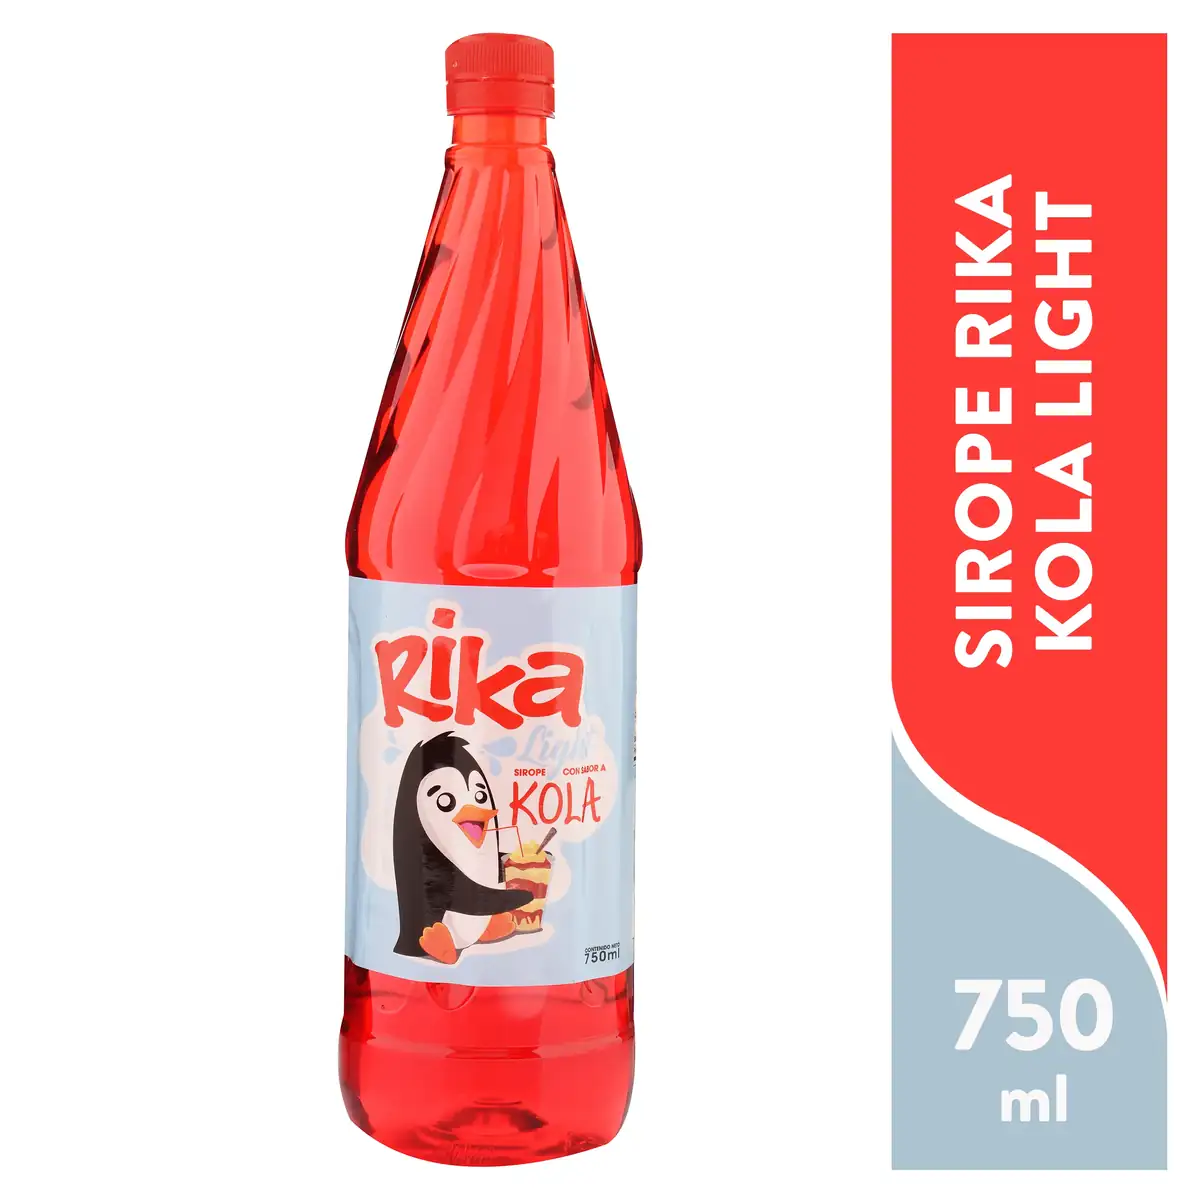 Rika
Light
SIROPE CON SABOR A
KOLA
CONTENIDO NETO
750ml
SIROPE RIKA
KOLA LIGHT
750
ml